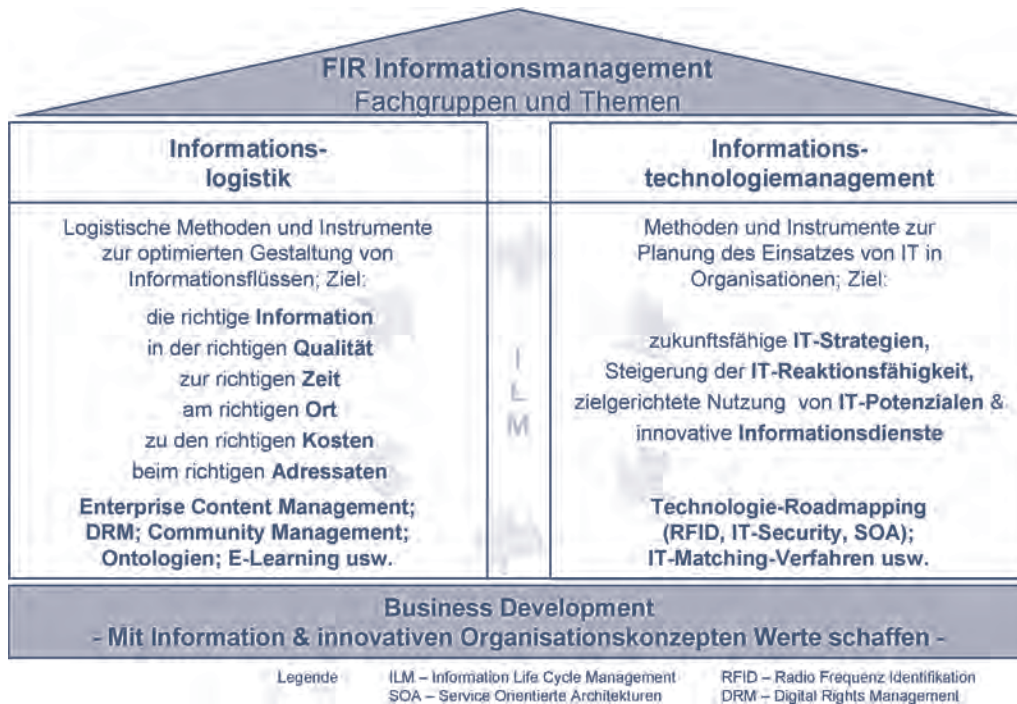 FIR Informationsmanagement
Fachgruppen und Themen
Informations-
logistik
Logistische Methoden und Instrumente
zur optimierten Gestaltung von
Informationsflüssen; Ziel:
die richtige Information
in der richtigen Qualität
zur richtigen Zeit
am richtigen Ort
zu den richtigen Kosten
beim richtigen Adressaten
Enterprise Content Management;
DRM; Community Management;
Ontologien; E-Learning usw.
I
L
M
Informations-
technologiemanagement
Methoden und Instrumente zur
Planung des Einsatzes von IT in
Organisationen; Ziel:
zukunftsfähige IT-Strategien,
Steigerung der IT-Reaktionsfähigkeit,
zielgerichtete Nutzung von IT-Potenzialen &
innovative Informationsdienste
Technologie-Roadmapping
(RFID, IT-Security, SOA);
IT-Matching-Verfahren usw.
Business Development
- Mit Information & innovativen Organisationskonzepten Werte schaffen -
Legende
ILM – Information Life Cycle Management
SOA – Service Orientierte Architekturen
RFID – Radio Frequenz Identifikation
DRM – Digital Rights Management